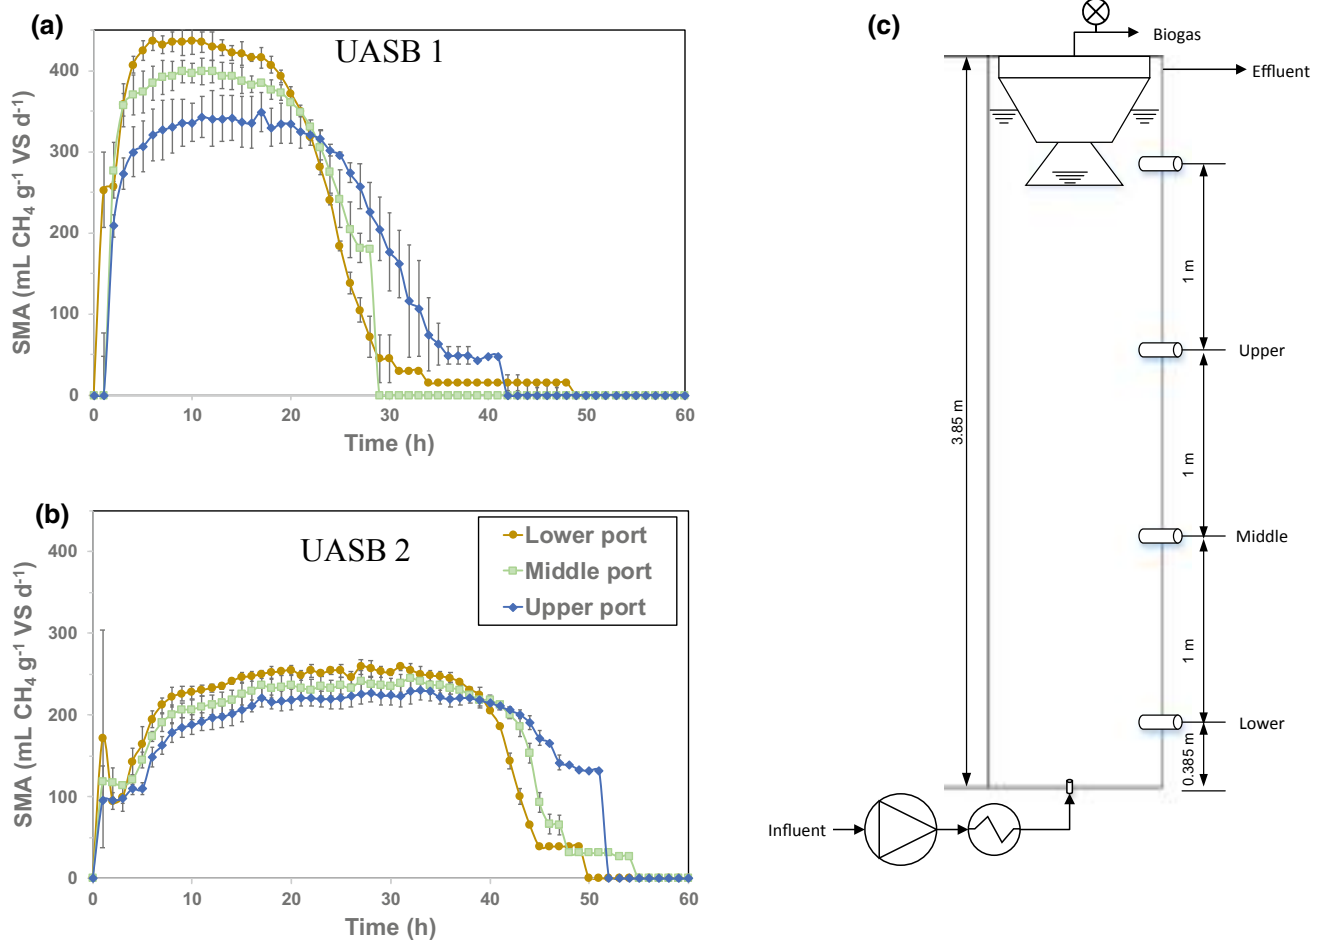 (a)
UASB 1
SMA (mL CH4 g-1 VS d-1)
400
300
200
100
0
0 10 20 30 40 50 60
Time (h)
(b)
UASB 2
Lower port
Middle port
Upper port
SMA (mL CH4 g-1 VS d-1)
400
300
200
100
0
0 10 20 30 40 50 60
Time (h)
(c)
Biogas
Effluent
3.85 m
1 m
Upper
1 m
Middle
1 m
Lower
0.385 m
Influent